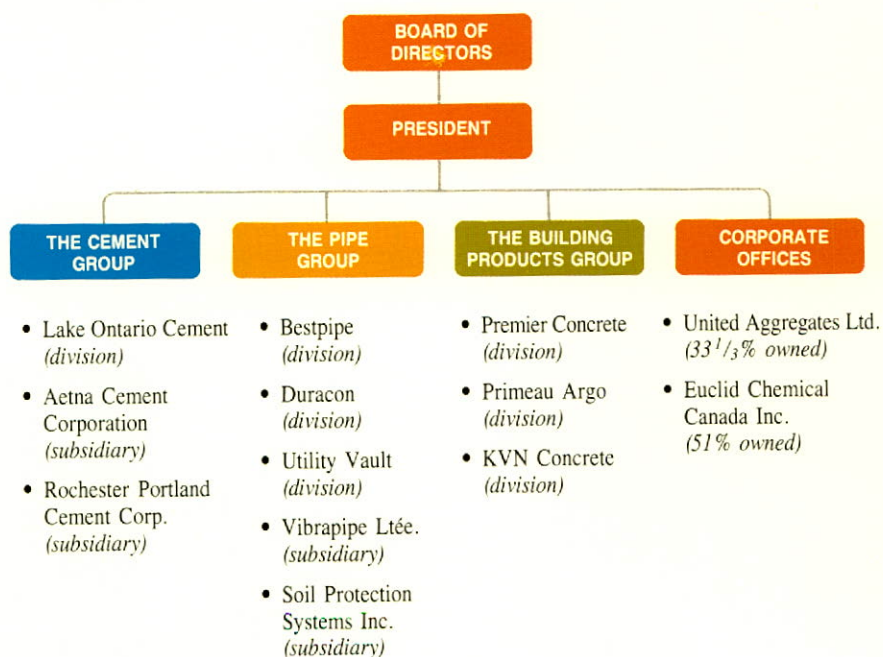 BOARD OF
DIRECTORS
PRESIDENT
THE CEMENT
GROUP
• Lake Ontario Cement
(division)
• Aetna Cement
Corporation
(subsidiary)
• Rochester Portland
Cement Corp.
(subsidiary)
THE PIPE
GROUP
• Bestpipe
(division)
• Duracon
(division)
• Utility Vault
(division)
• Vibrapipe Ltée.
(subsidiary)
• Soil Protection
Systems Inc.
(subsidiary)
THE BUILDING
PRODUCTS GROUP
• Premier Concrete
(division)
• Primeau Argo
(division)
• KVN Concrete
(division)
CORPORATE
OFFICES
• United Aggregates Ltd.
(33 1/3% owned)
• Euclid Chemical
Canada Inc.
(51% owned)